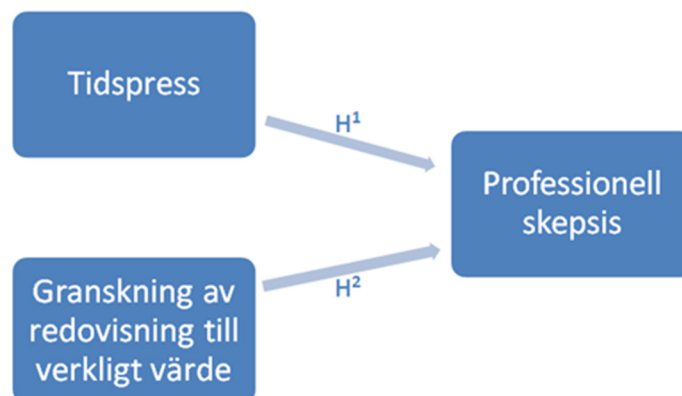 Tidspress
H¹
Professionell
skepsis
H²
Granskning av
redovisning till
verkligt värde